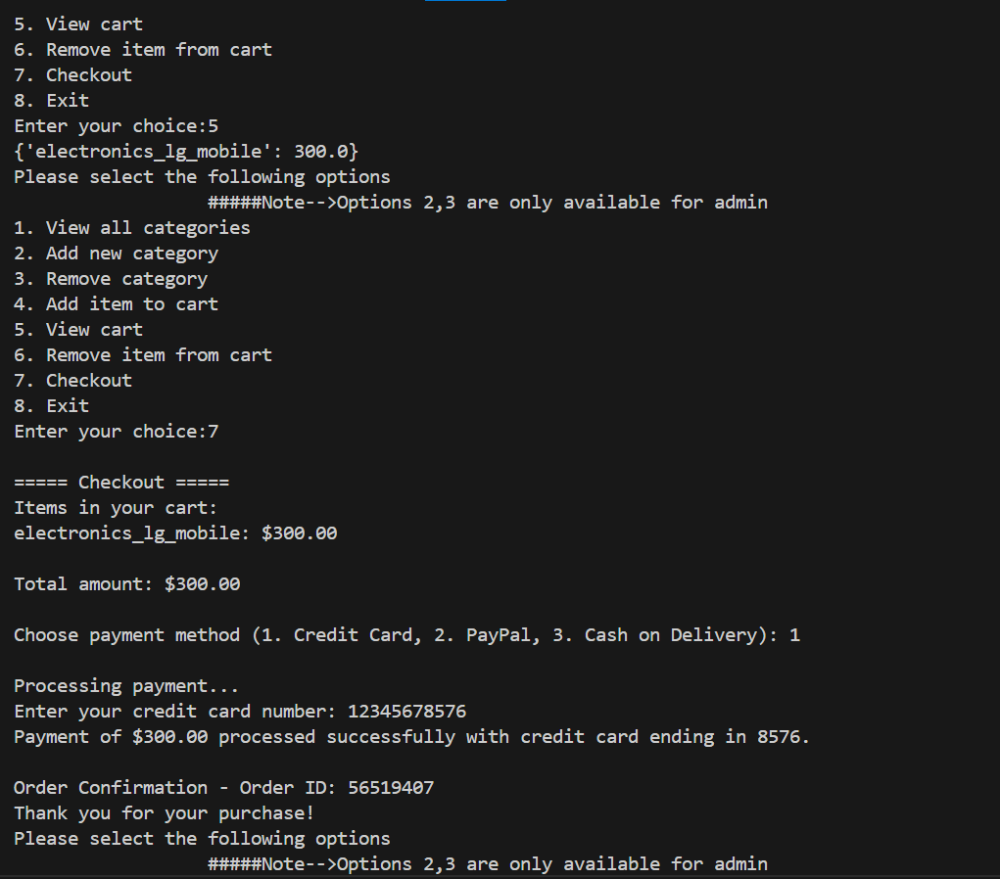 5. View cart
6. Remove item from cart
7. Checkout
8. Exit
Enter your choice:5
{'electronics_lg_mobile': 300.0}
Please select the following options
#####Note-->Options 2,3 are only available for admin
1. View all categories
2. Add new category
3. Remove category
4. Add item to cart
5. View cart
6. Remove item from cart
7. Checkout
8. Exit
Enter your choice:7
===== Checkout =====
Items in your cart:
electronics_lg_mobile: $300.00
Total amount: $300.00
Choose payment method (1. Credit Card, 2. PayPal, 3. Cash on Delivery): 1
Processing payment...
Enter your credit card number: 12345678576
Payment of $300.00 processed successfully with credit card ending in 8576.
Order Confirmation - Order ID: 56519407
Thank you for your purchase!
Please select the following options
#####Note-->Options 2,3 are only available for admin